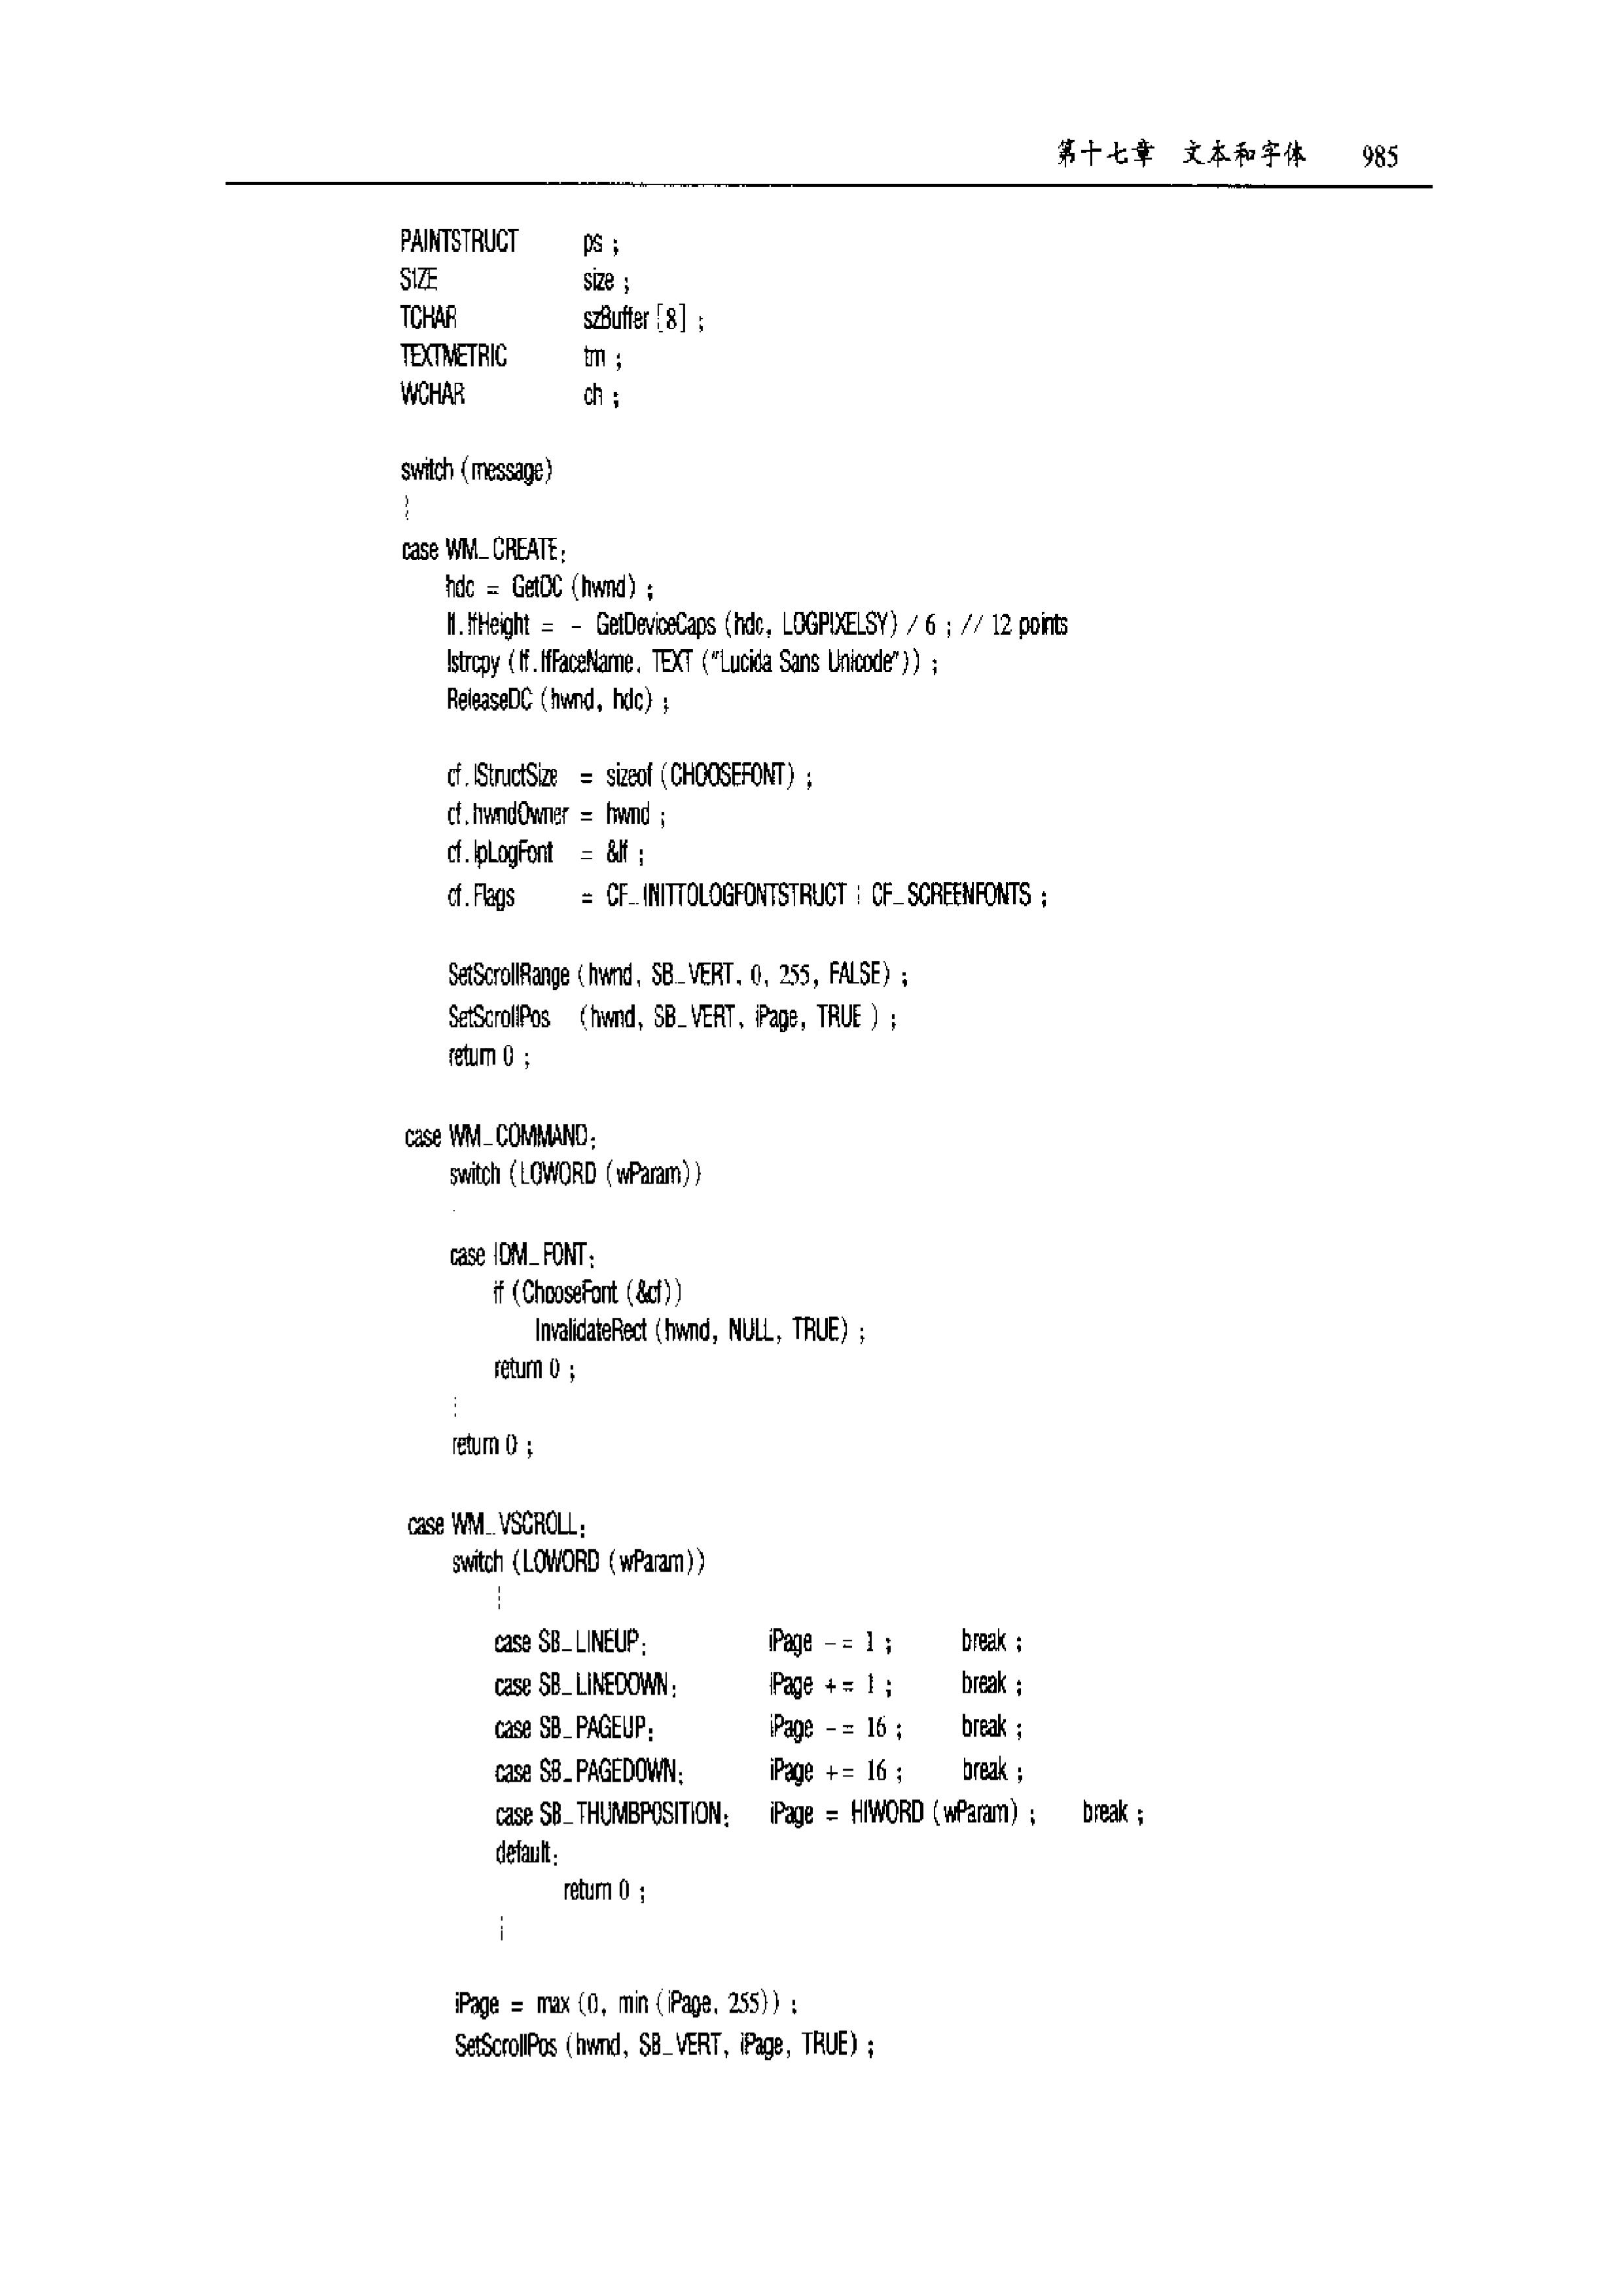 第十七章 文本和字体 985
PAINTSTRUCT ps ;
SIZE size ;
TCHAR szBuffer [8] ;
TEXTMETRIC tm ;
WCHAR ch ;
switch (message)
{
case WM_CREATE:
hdc = GetDC (hwnd) ;
lf.lfHeight = - GetDeviceCaps (hdc, LOGPIXELSY) / 6 ; // 12 points
lstrcpy (lf.lfFaceName, TEXT ("Lucida Sans Unicode")) ;
ReleaseDC (hwnd, hdc) ;
cf.lStructSize = sizeof (CHOOSEFONT) ;
cf.hwndOwner = hwnd ;
cf.lpLogFont = &lf ;
cf.Flags = CF_INITTOLOGFONTSTRUCT | CF_SCREENFONTS ;
SetScrollRange (hwnd, SB_VERT, 0, 255, FALSE) ;
SetScrollPos (hwnd, SB_VERT, iPage, TRUE ) ;
return 0 ;
case WM_COMMAND:
switch (LOWORD (wParam))
case IDM_FONT:
if (ChooseFont (&cf))
InvalidateRect (hwnd, NULL, TRUE) ;
return 0 ;
}
return 0 ;
case WM_VSCROLL:
switch (LOWORD (wParam))
{
case SB_LINEUP: iPage -= 1 ; break ;
case SB_LINEDOWN: iPage += 1 ; break ;
case SB_PAGEUP: iPage -= 16 ; break ;
case SB_PAGEDOWN: iPage += 16 ; break ;
case SB_THUMBPOSITION: iPage = HIWORD (wParam) ; break ;
default:
return 0 ;
}
iPage = max (0, min (iPage, 255)) ;
SetScrollPos (hwnd, SB_VERT, iPage, TRUE) ;